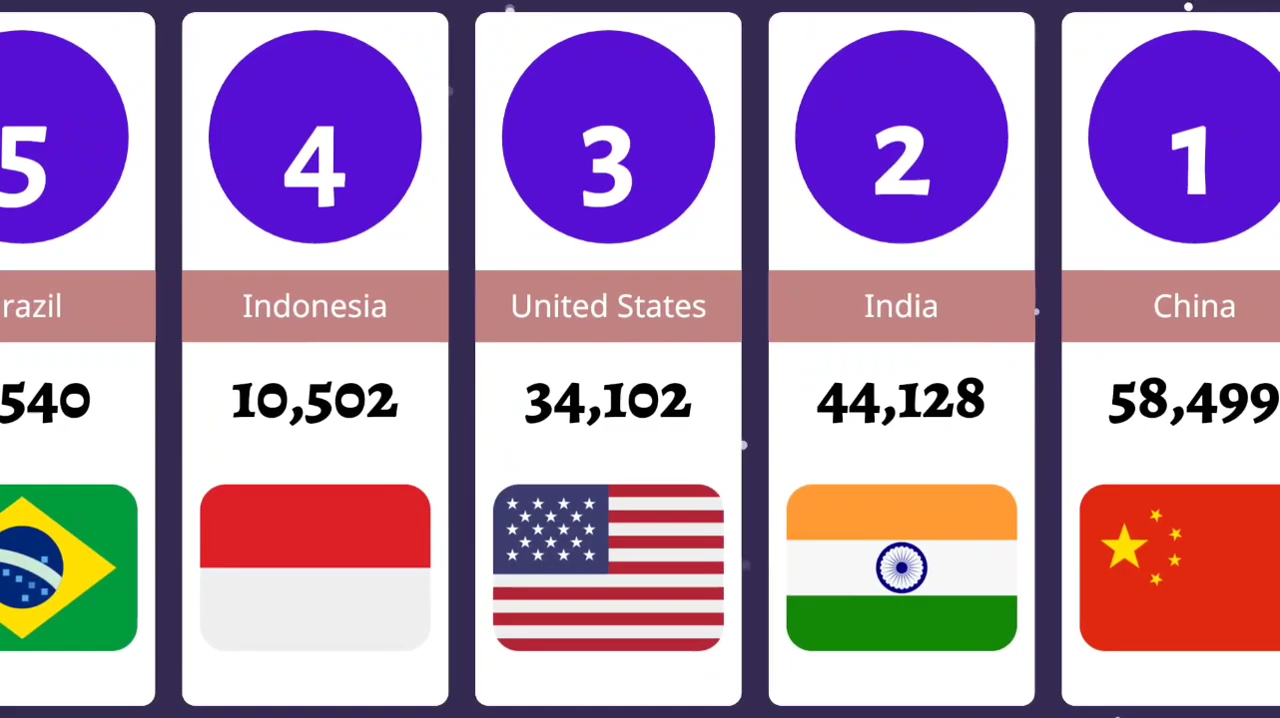 5
razil
540
4
Indonesia
10,502
3
United States
34,102
2
India
44,128
1
China
58,499